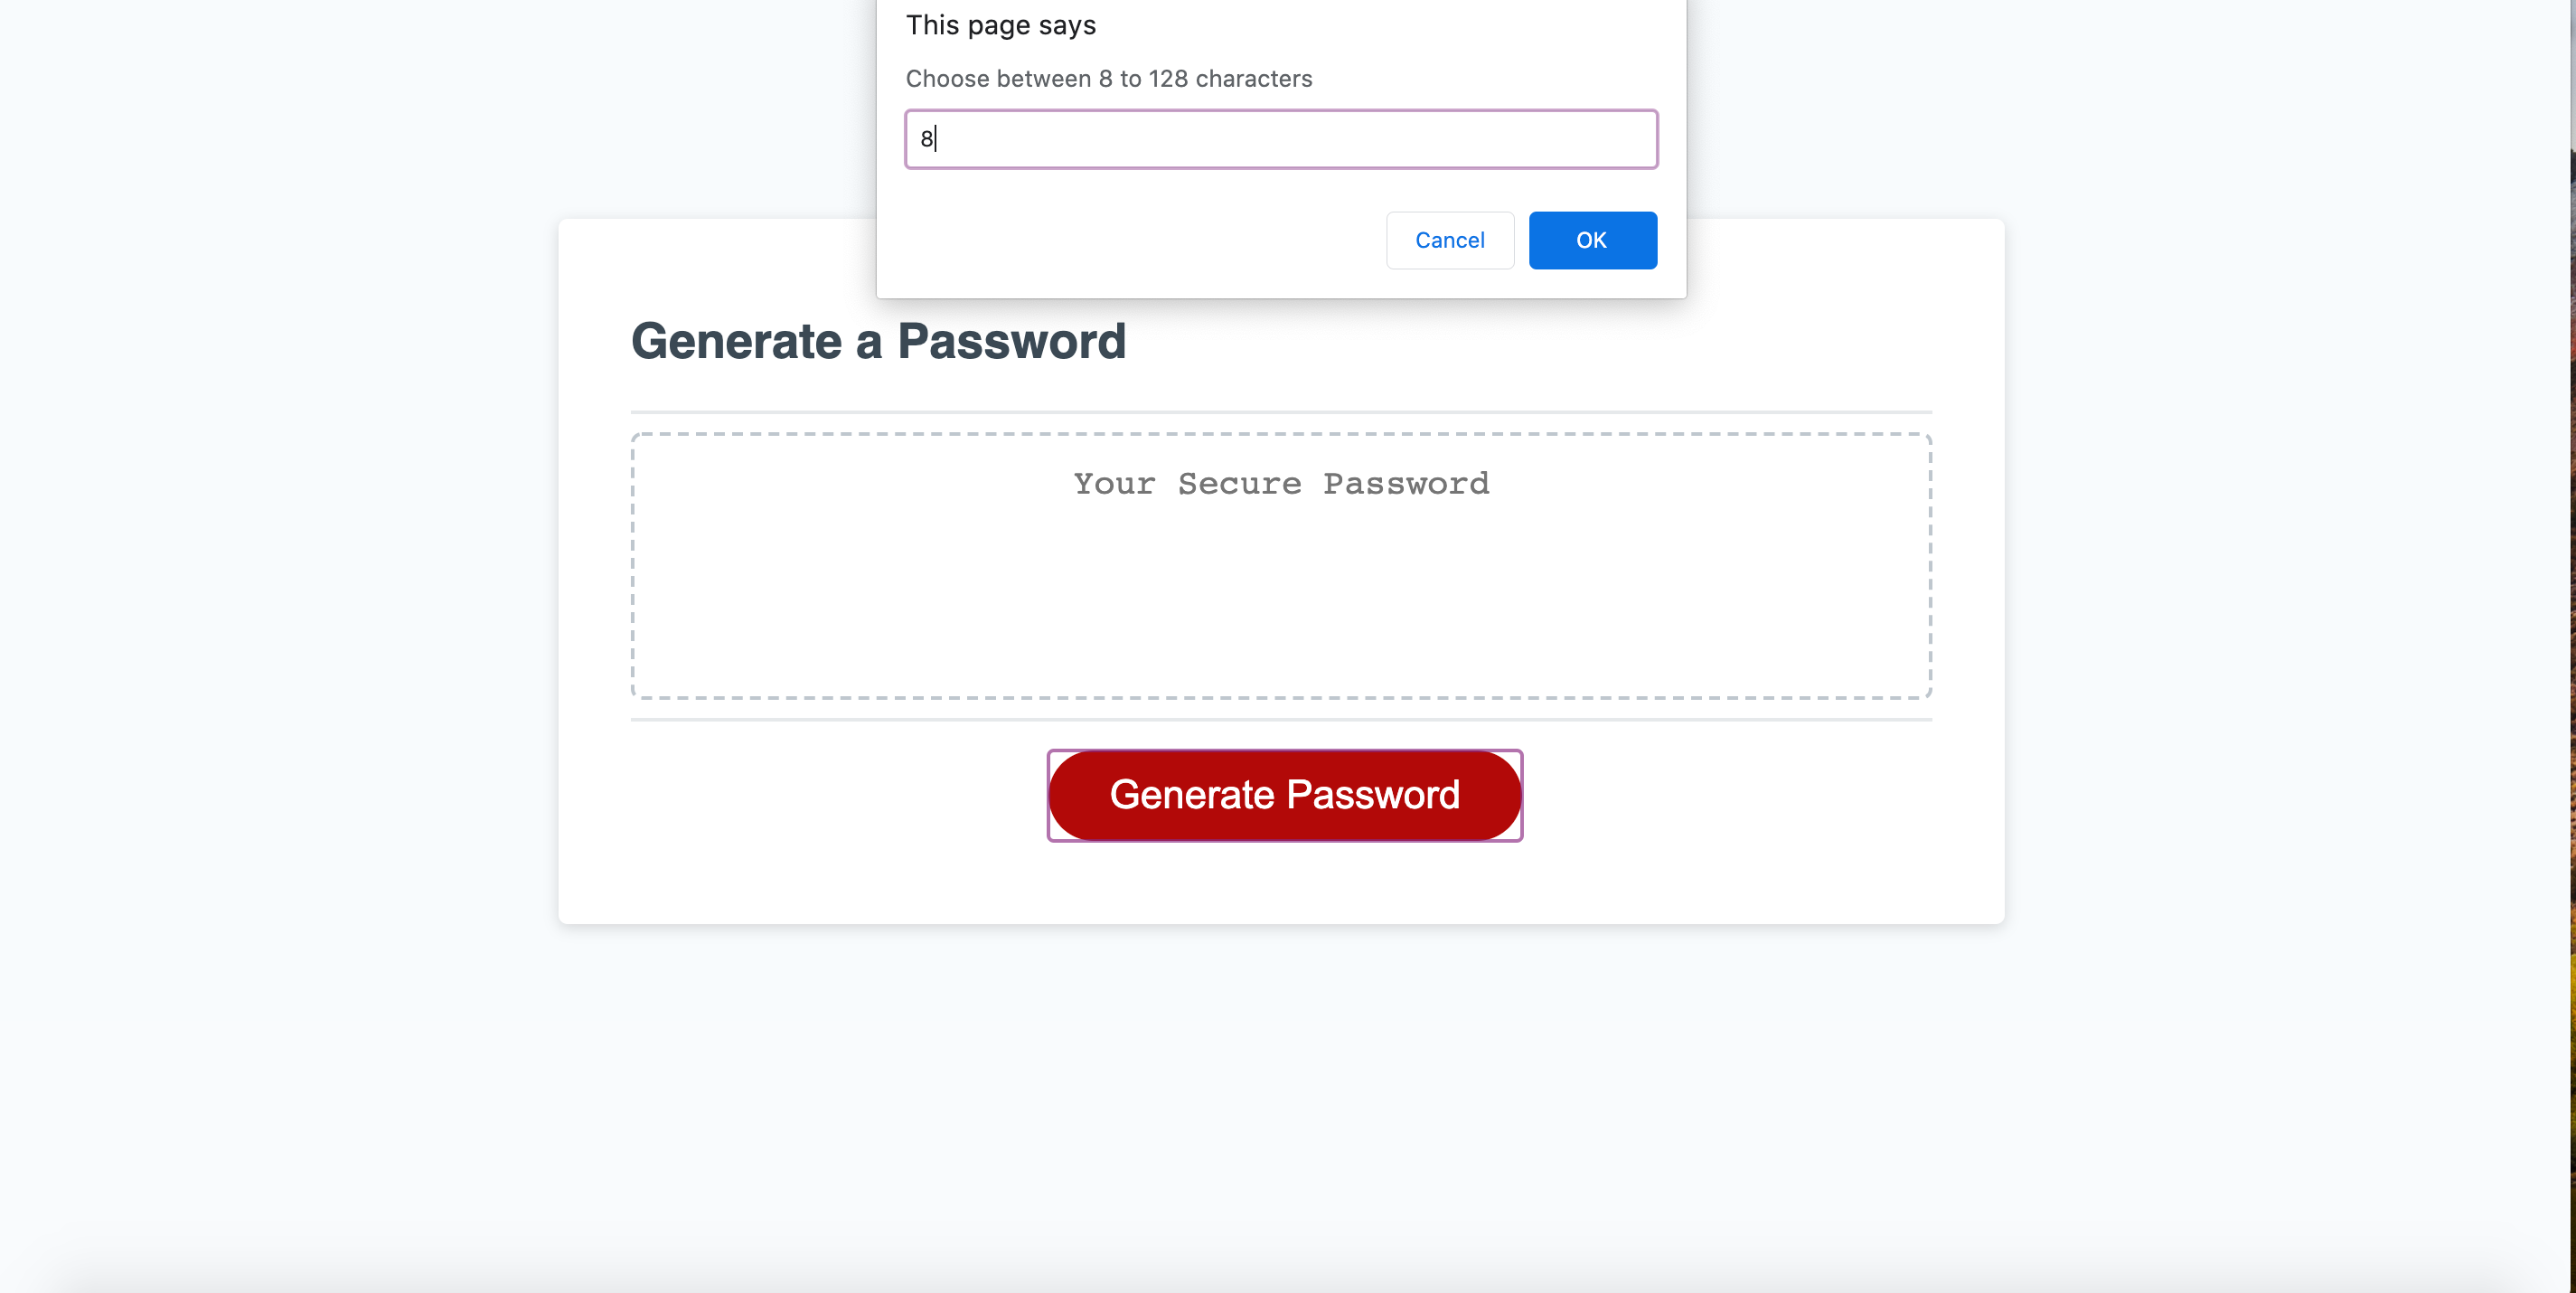 This page says
Choose between 8 to 128 characters
8
Cancel OK
Generate a Password
Your Secure Password
Generate Password